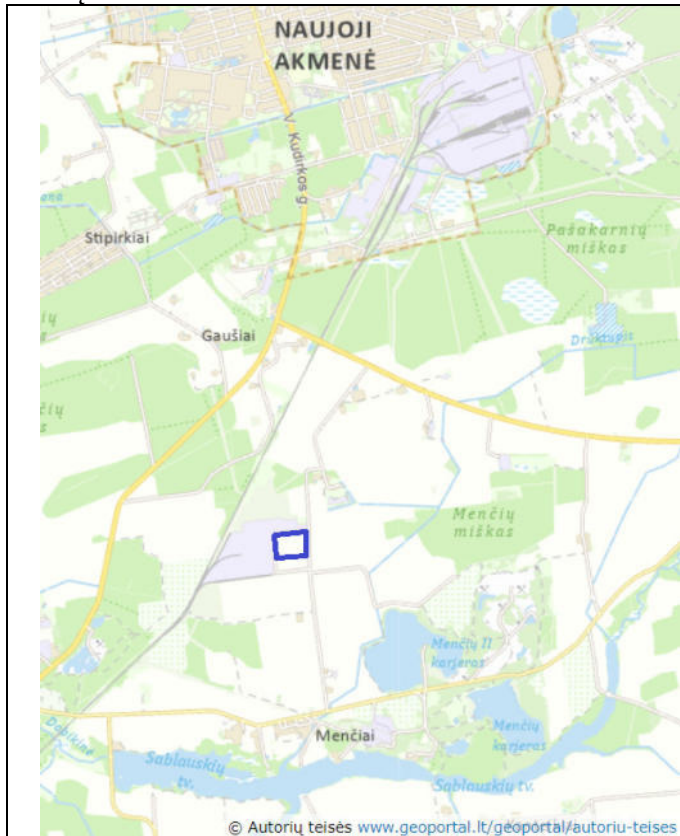 NAUJOJI
AKMENĖ
V. Kudirkos g.
Stipirkiai
Pašakarnių
miškas
Gaušiai
Druktupis
Menčių
miškas
Menčių II
karjeras
Dabikinė
Menčiai
Menčių
karjeras
Sablauskių
tv.
Sablauskių tv.
© Autorių teisės www.geoportal.lt/geoportal/autoriu-teises